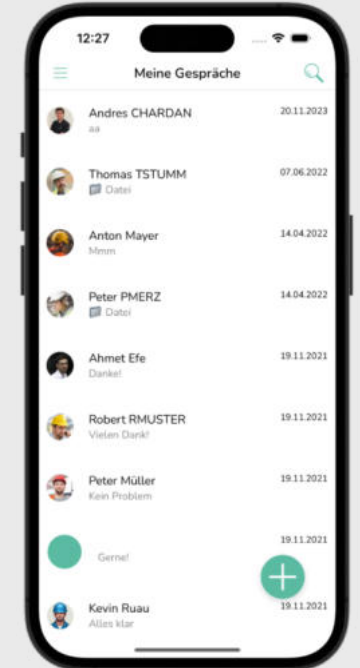 12:27
Meine Gespräche
Andres CHARDAN 20.11.2023
aa
Thomas TSTUMM 07.06.2022
Datei
Anton Mayer 14.04.2022
Mmm
Peter PMERZ 14.04.2022
Datei
Ahmet Efe 19.11.2021
Danke!
Robert RMUSTER 19.11.2021
Vielen Dank!
Peter Müller 19.11.2021
Kein Problem
19.11.2021
Gerne!
Kevin Ruau 19.11.2021
Alles klar